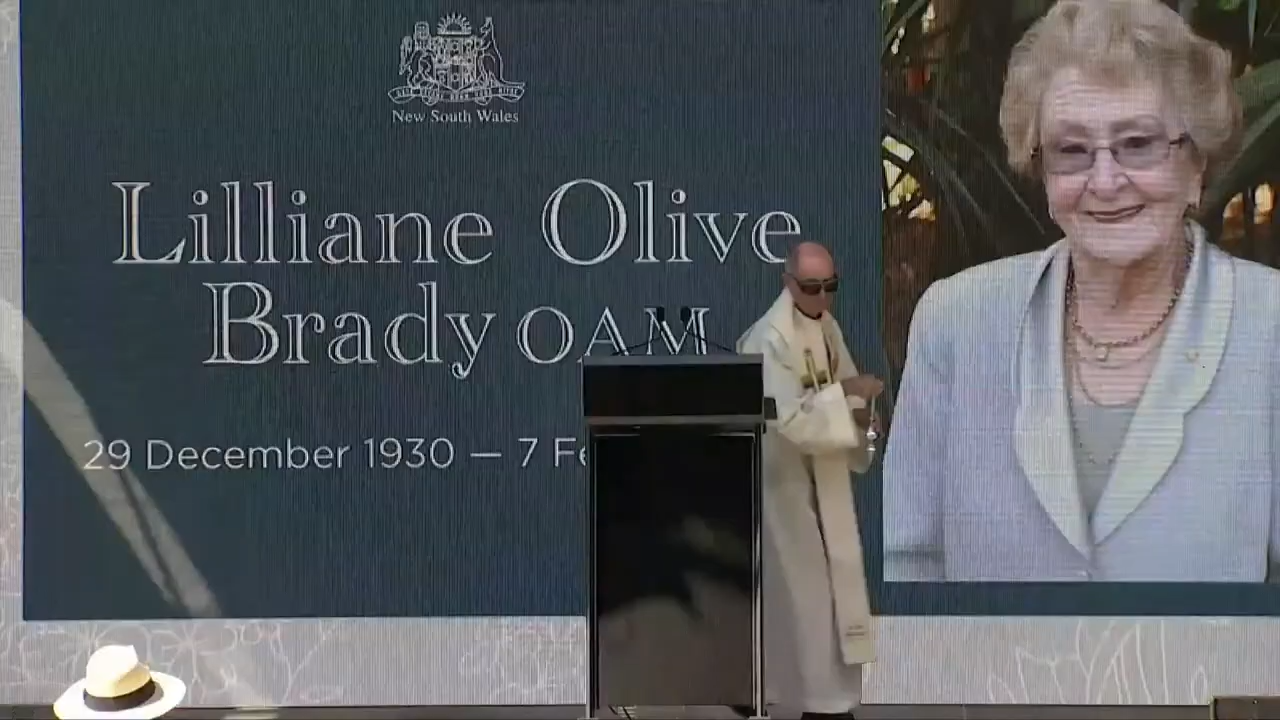 New South Wales
Lilliane Olive
Brady OAM
29 December 1930 — 7 Fe